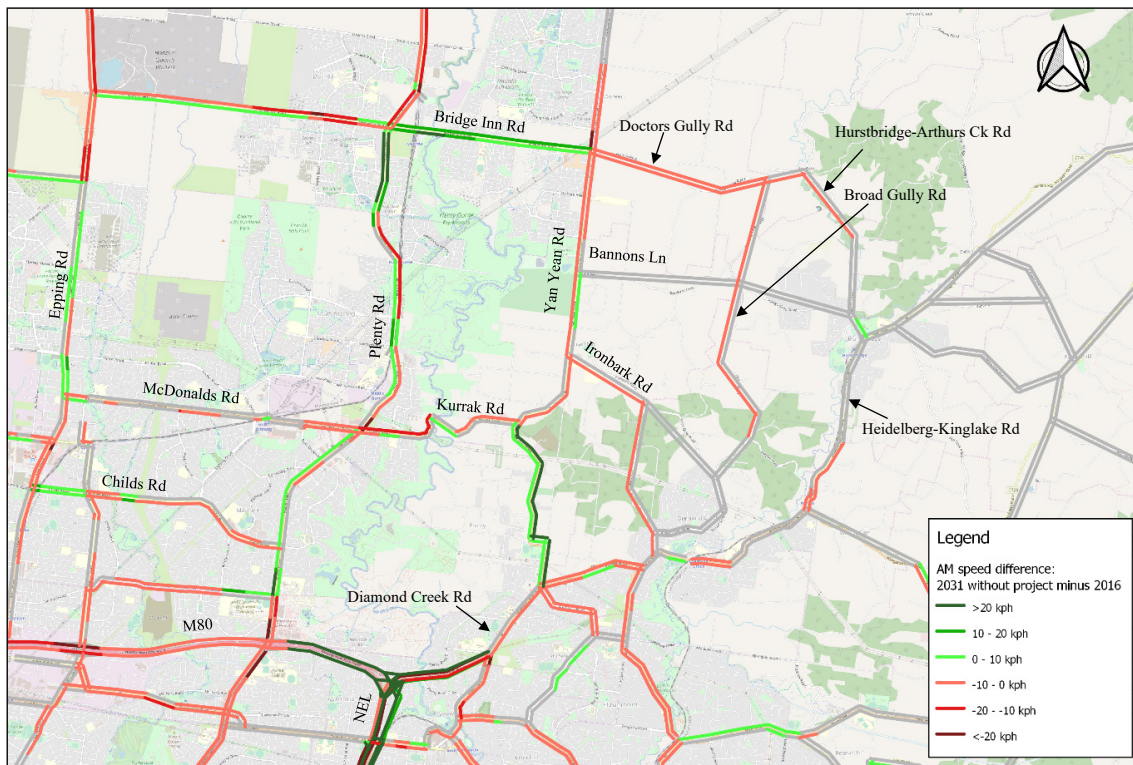 Bridge Inn Rd
Doctors Gully Rd
Hurstbridge-Arthurs Ck Rd
Broad Gully Rd
Epping Rd
Plenty Rd
Yan Yean Rd
Bannons Ln
Ironbark Rd
McDonalds Rd
Kurrak Rd
Heidelberg-Kinglake Rd
Childs Rd
Diamond Creek Rd
M80
NEL
Legend
AM speed difference:
2031 without project minus 2016
>20 kph
10 - 20 kph
0 - 10 kph
-10 - 0 kph
-20 - -10 kph
<-20 kph